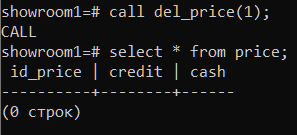 showroom1=# call del_price(1);
CALL
showroom1=# select * from price;
 id_price | credit | cash
----------+--------+------
(0 строк)